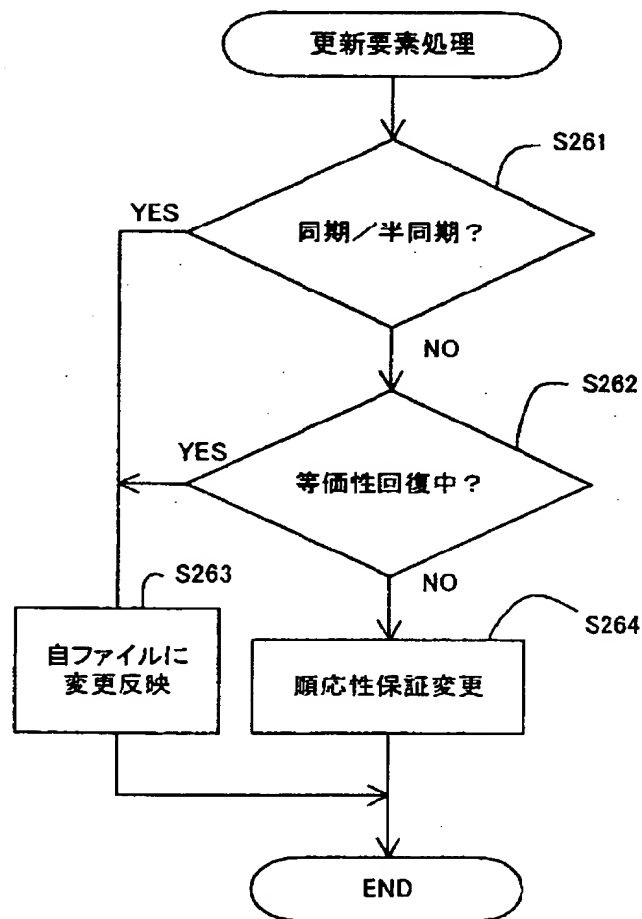 更新要素処理
S261
YES
同期／半同期？
NO
S262
YES
等価性回復中？
NO
S263
S264
自ファイルに
変更反映
順応性保証変更
END